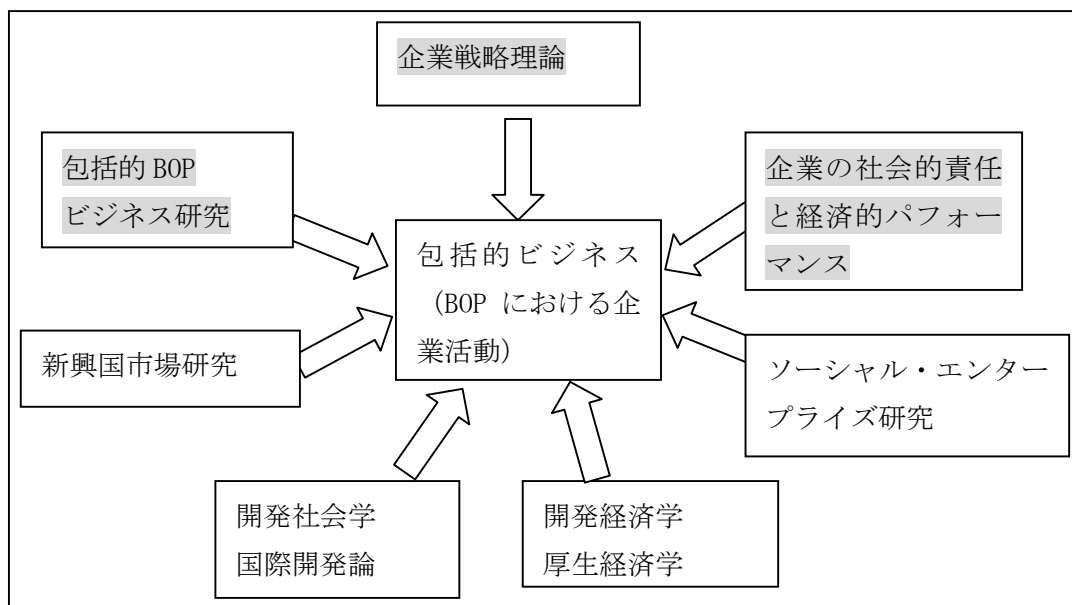 企業戦略理論
包括的 BOP
ビジネス研究
企業の社会的責任
と経済的パフォー
マンス
包括的ビジネス
（BOP における企
業活動）
新興国市場研究
ソーシャル・エンター
プライズ研究
開発社会学
国際開発論
開発経済学
厚生経済学